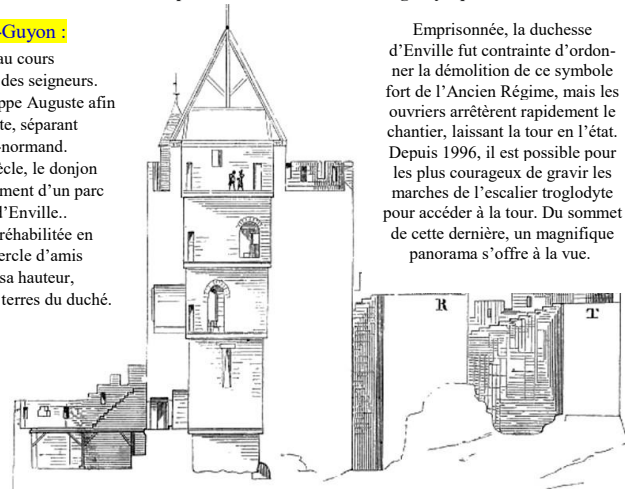 -Guyon :
au cours
des seigneurs.
ppe Auguste afin
te, séparant
-normand.
ècle, le donjon
ment d’un parc
d’Enville..
réhabilitée en
ercle d’amis
sa hauteur,
terres du duché.
Emprisonnée, la duchesse
d’Enville fut contrainte d’ordon-
ner la démolition de ce symbole
fort de l’Ancien Régime, mais les
ouvriers arrêtèrent rapidement le
chantier, laissant la tour en l’état.
Depuis 1996, il est possible pour
les plus courageux de gravir les
marches de l’escalier troglodyte
pour accéder à la tour. Du sommet
de cette dernière, un magnifique
panorama s’offre à la vue.
R
T